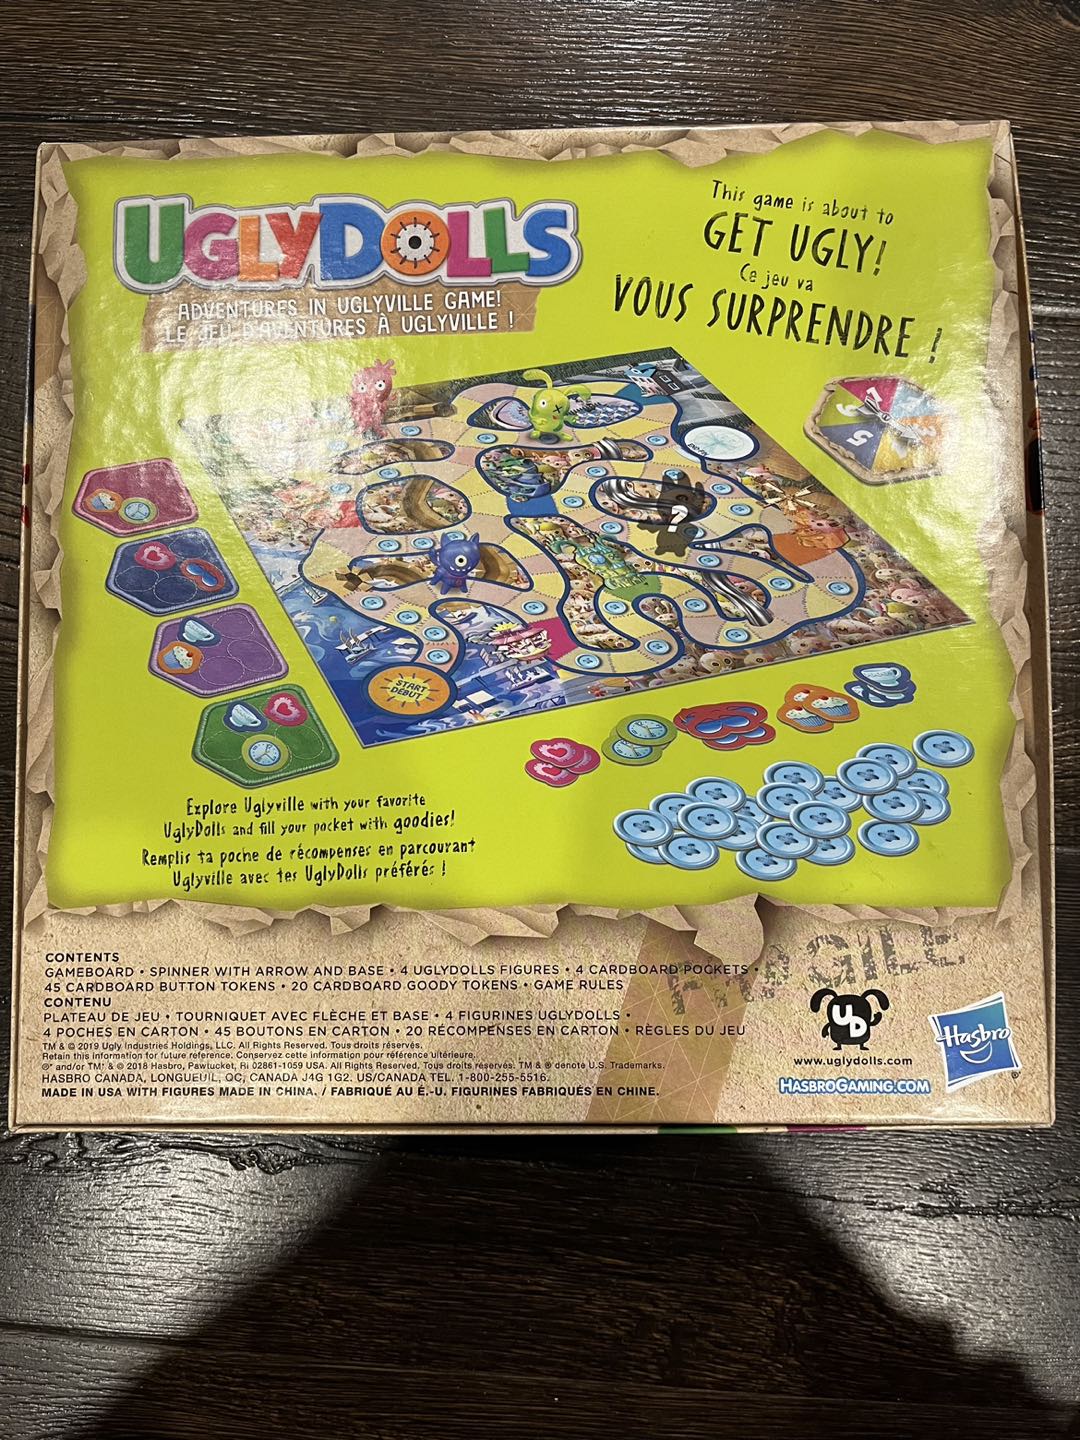 UGLYDOLLS
ADVENTURES IN UGLYVILLE GAME!
LE JEU D'AVENTURES À UGLYVILLE !
This game is about to
GET UGLY!
Ce jeu va
VOUS SURPRENDRE !
START
DÉBUT
Explore Uglyville with your favorite
UglyDolls and fill your pocket with goodies!
Remplis ta poche de récompenses en parcourant
Uglyville avec tes UglyDolls préférés !
CONTENTS
GAMEBOARD • SPINNER WITH ARROW AND BASE • 4 UGLYDOLLS FIGURES • 4 CARDBOARD POCKETS •
45 CARDBOARD BUTTON TOKENS • 20 CARDBOARD GOODY TOKENS • GAME RULES
CONTENU
PLATEAU DE JEU • TOURNIQUET AVEC FLÈCHE ET BASE • 4 FIGURINES UGLYDOLLS •
4 POCHES EN CARTON • 45 BOUTONS EN CARTON • 20 RÉCOMPENSES EN CARTON • RÈGLES DU JEU
TM & © 2019 Ugly Industries Holdings, LLC. All Rights Reserved. Tous droits réservés.
Retain this information for future reference. Conservez cette information pour référence ultérieure.
®* and/or TM* & © 2018 Hasbro, Pawtucket, RI 02861-1059 USA. All Rights Reserved. Tous droits réservés. TM & ® denote U.S. Trademarks.
HASBRO CANADA, LONGUEUIL, QC, CANADA J4G 1G2. US/CANADA TEL. 1-800-255-5516.
MADE IN USA WITH FIGURES MADE IN CHINA. / FABRIQUÉ AU É.-U. FIGURINES FABRIQUÉS EN CHINE.
UD
www.uglydolls.com
HASBROGAMING.COM
Hasbro